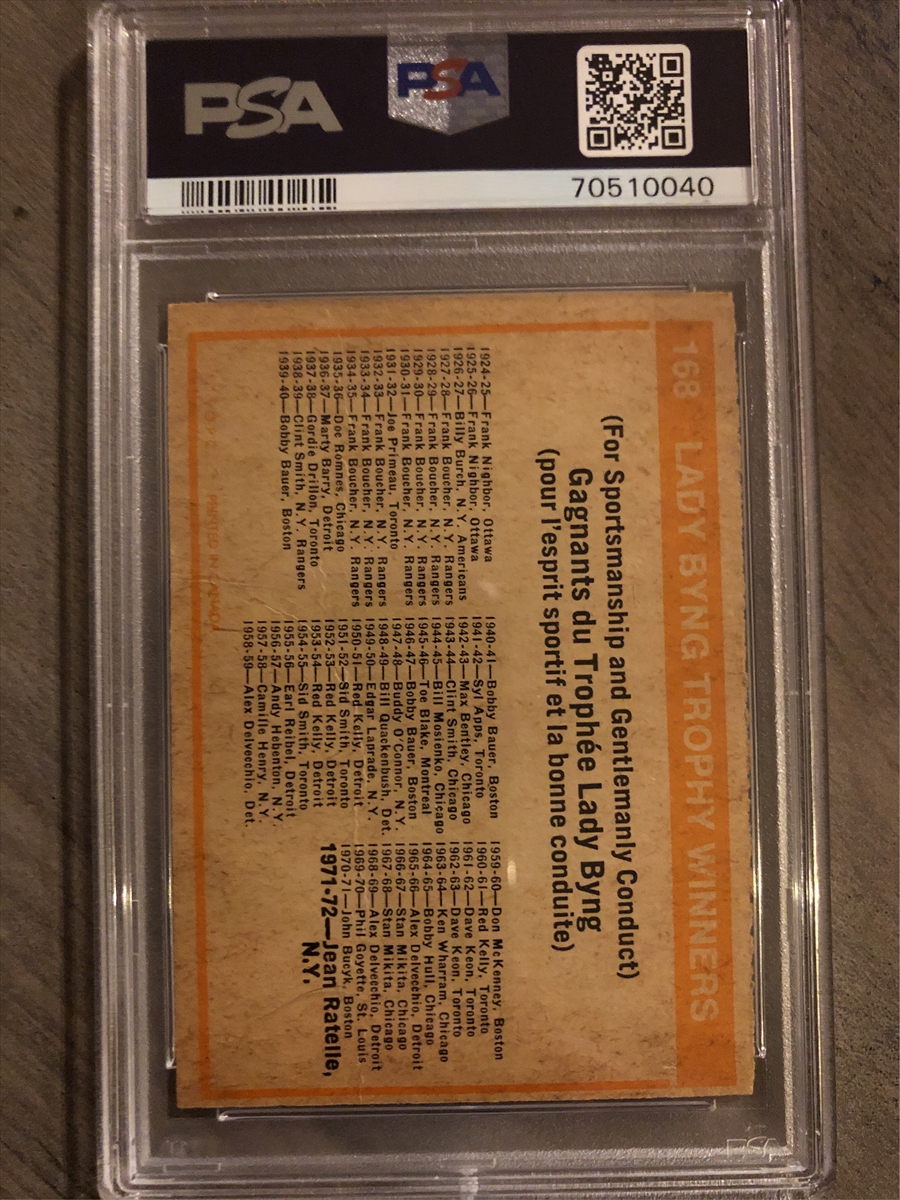 PSA
PSA
70510040
168 LADY BYNG TROPHY WINNERS
(For Sportsmanship and Gentlemanly Conduct)
Gagnants du Trophée Lady Byng
(pour l'esprit sportif et la bonne conduite)
1924-25—Frank Nighbor, Ottawa
1925-26—Frank Nighbor, Ottawa
1926-27—Billy Burch, N.Y. Americans
1927-28—Frank Boucher, N.Y. Rangers
1928-29—Frank Boucher, N.Y. Rangers
1929-30—Frank Boucher, N.Y. Rangers
1930-31—Frank Boucher, N.Y. Rangers
1931-32—Joe Primeau, Toronto
1932-33—Frank Boucher, N.Y. Rangers
1933-34—Frank Boucher, N.Y. Rangers
1934-35—Frank Boucher, N.Y. Rangers
1935-36—Doc Romnes, Chicago
1936-37—Marty Barry, Detroit
1937-38—Gordie Drillon, Toronto
1938-39—Clint Smith, N.Y. Rangers
1939-40—Bobby Bauer, Boston
1940-41—Bobby Bauer, Boston
1941-42—Syl Apps, Toronto
1942-43—Max Bentley, Chicago
1943-44—Clint Smith, Chicago
1944-45—Bill Mosienko, Chicago
1945-46—Toe Blake, Montreal
1946-47—Bobby Bauer, Boston
1947-48—Buddy O'Connor, N.Y.
1948-49—Bill Quackenbush, Det.
1949-50—Edgar Laprade, N.Y.
1950-51—Red Kelly, Detroit
1951-52—Sid Smith, Toronto
1952-53—Red Kelly, Detroit
1953-54—Red Kelly, Detroit
1954-55—Sid Smith, Toronto
1955-56—Earl Reibel, Detroit
1956-57—Andy Hebenton, N.Y.
1957-58—Camille Henry, N.Y.
1958-59—Alex Delvecchio, Det.
1959-60—Don McKenney, Boston
1960-61—Red Kelly, Toronto
1961-62—Dave Keon, Toronto
1962-63—Dave Keon, Toronto
1963-64—Ken Wharram, Chicago
1964-65—Bobby Hull, Chicago
1965-66—Alex Delvecchio, Detroit
1966-67—Stan Mikita, Chicago
1967-68—Stan Mikita, Chicago
1968-69—Alex Delvecchio, Detroit
1969-70—Phil Goyette, St. Louis
1970-71—John Bucyk, Boston
1971-72—Jean Ratelle,
N.Y.
PRINTED IN CANADA
PSA